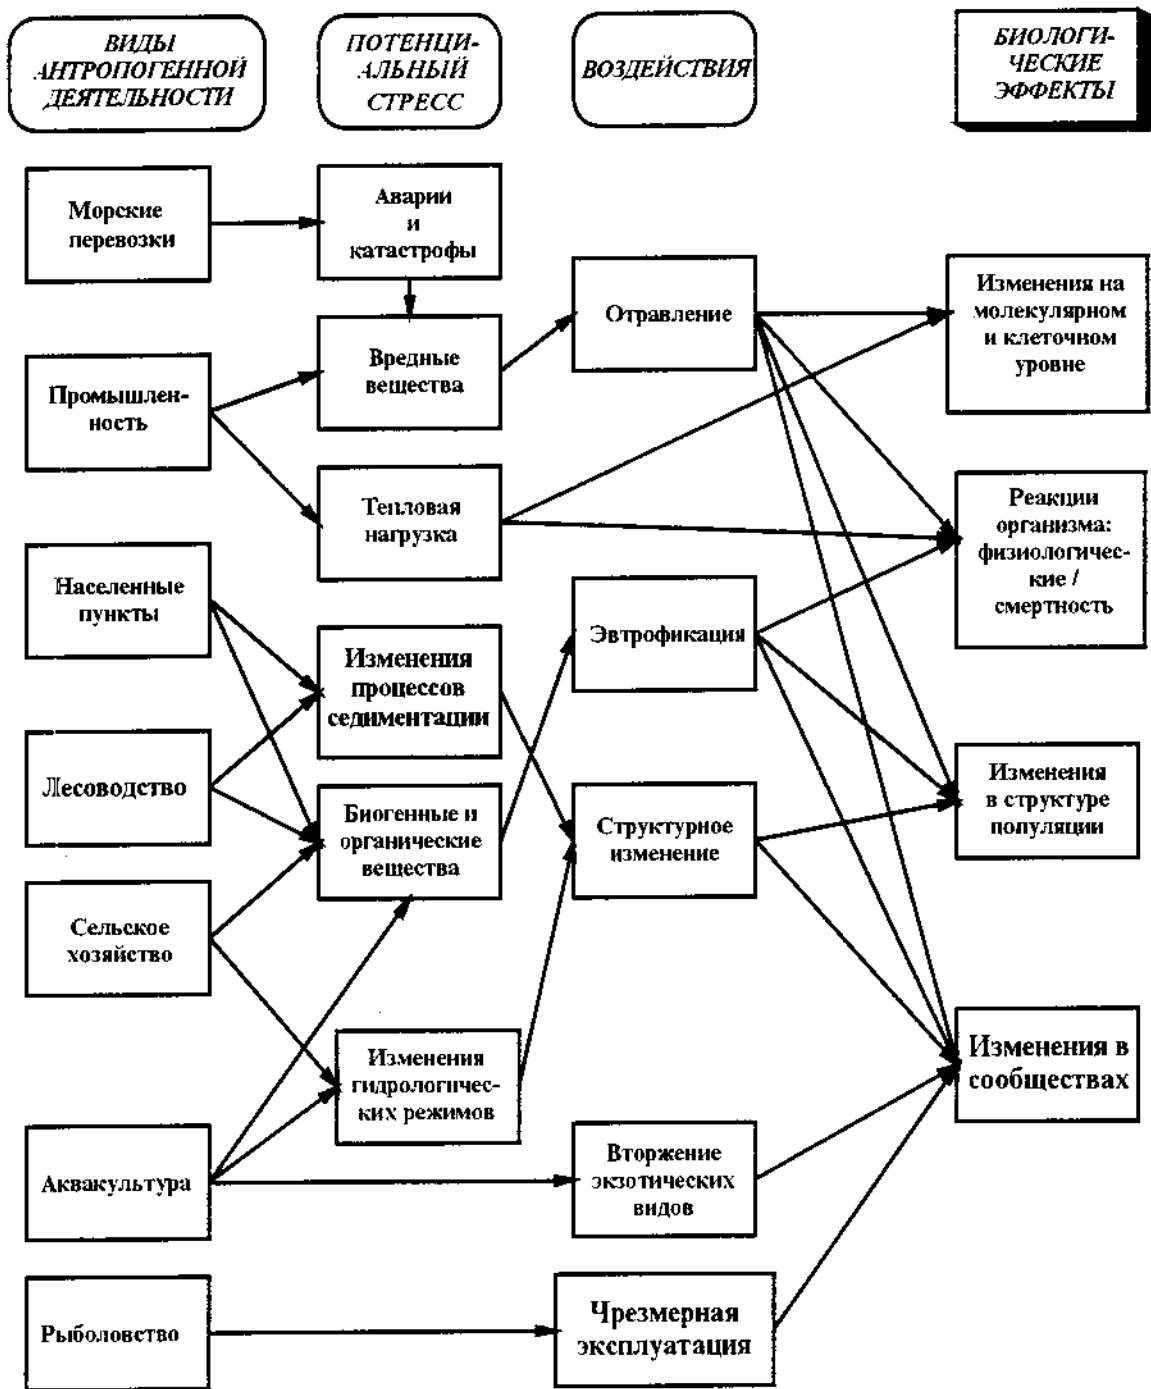 ВИДЫ
АНТРОПОГЕННОЙ
ДЕЯТЕЛЬНОСТИ
ПОТЕНЦИ-
АЛЬНЫЙ
СТРЕСС
ВОЗДЕЙСТВИЯ
БИОЛОГИ-
ЧЕСКИЕ
ЭФФЕКТЫ
Морские
перевозки
Промышлен-
ность
Населенные
пункты
Лесоводство
Сельское
хозяйство
Аквакультура
Рыболовство
Аварии
и
катастрофы
Вредные
вещества
Тепловая
нагрузка
Изменения
процессов
седиментации
Биогенные и
органические
вещества
Изменения
гидрологичес-
ких режимов
Отравление
Эвтрофикация
Структурное
изменение
Вторжение
экзотических
видов
Чрезмерная
эксплуатация
Изменения на
молекулярном
и клеточном
уровне
Реакции
организма:
физиологичес-
кие /
смертность
Изменения
в структуре
популяции
Изменения в
сообществах